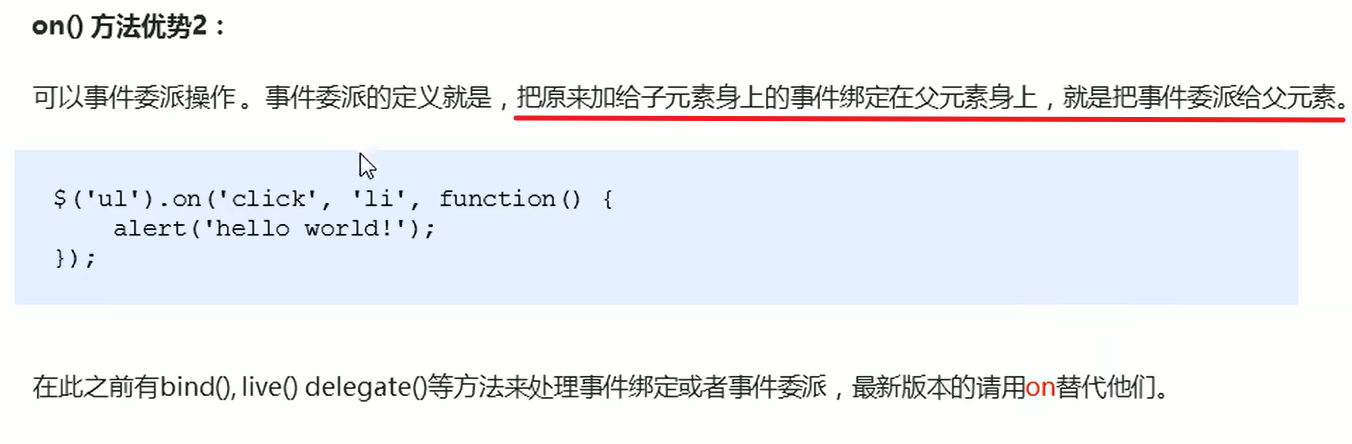 on() 方法优势2：
可以事件委派操作 。事件委派的定义就是，把原来加给子元素身上的事件绑定在父元素身上，就是把事件委派给父元素。
$('ul').on('click', 'li', function() {
    alert('hello world!');
});
在此之前有bind(), live() delegate()等方法来处理事件绑定或者事件委派，最新版本的请用on替代他们。